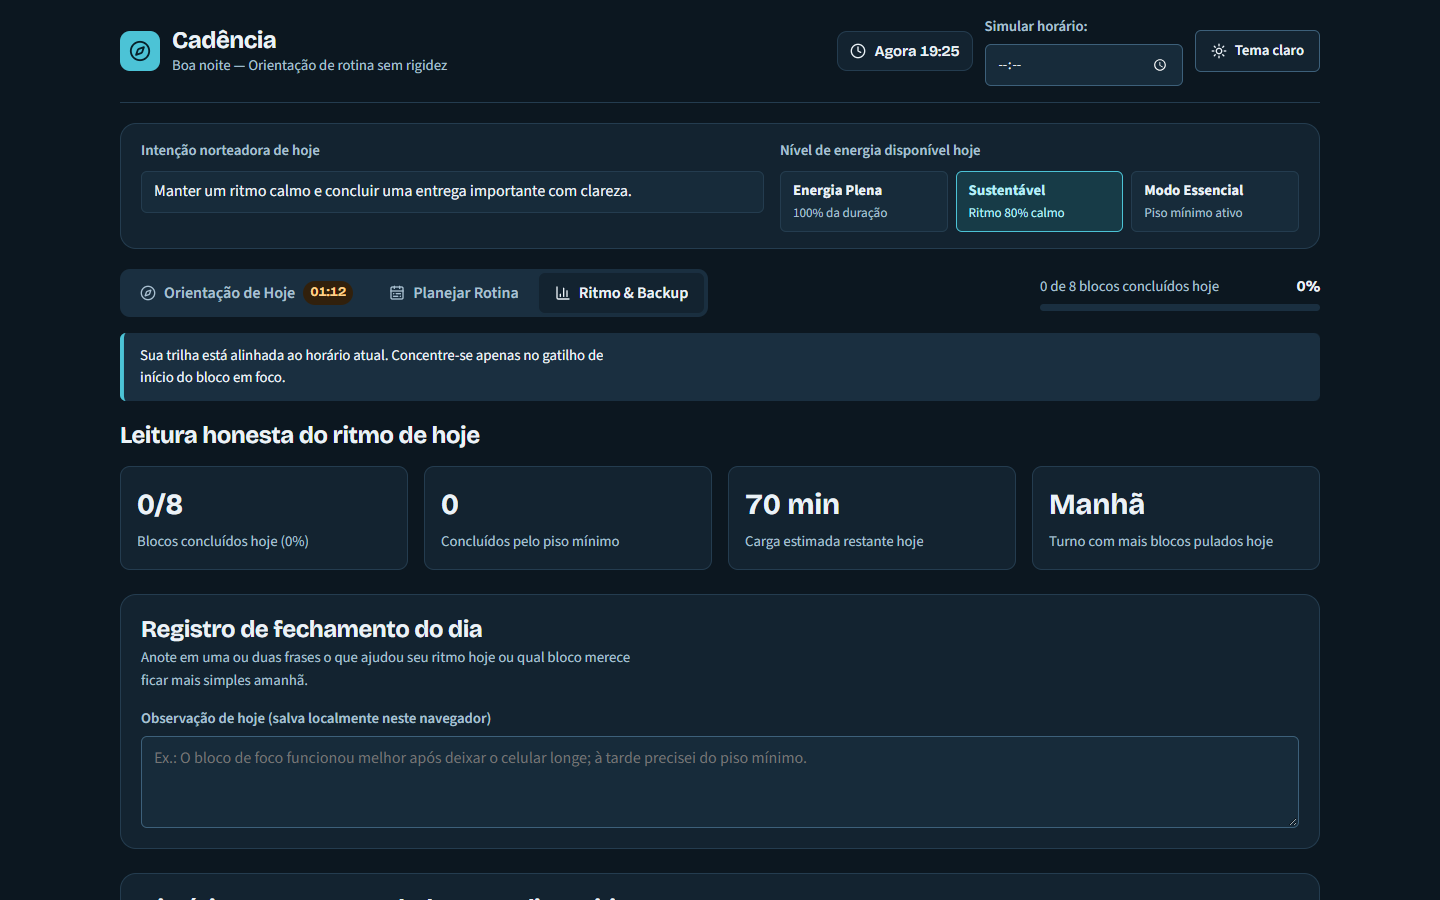 Cadência
Boa noite — Orientação de rotina sem rigidez
Agora 19:25
Simular horário:
--:--
Tema claro
Intenção norteadora de hoje
Manter um ritmo calmo e concluir uma entrega importante com clareza.
Nível de energia disponível hoje
Energia Plena
100% da duração
Sustentável
Ritmo 80% calmo
Modo Essencial
Piso mínimo ativo
Orientação de Hoje 01:12
Planejar Rotina
Ritmo & Backup
0 de 8 blocos concluídos hoje 0%
Sua trilha está alinhada ao horário atual. Concentre-se apenas no gatilho de
início do bloco em foco.
Leitura honesta do ritmo de hoje
0/8
Blocos concluídos hoje (0%)
0
Concluídos pelo piso mínimo
70 min
Carga estimada restante hoje
Manhã
Turno com mais blocos pulados hoje
Registro de fechamento do dia
Anote em uma ou duas frases o que ajudou seu ritmo hoje ou qual bloco merece
ficar mais simples amanhã.
Observação de hoje (salva localmente neste navegador)
Ex.: O bloco de foco funcionou melhor após deixar o celular longe; à tarde precisei do piso mínimo.